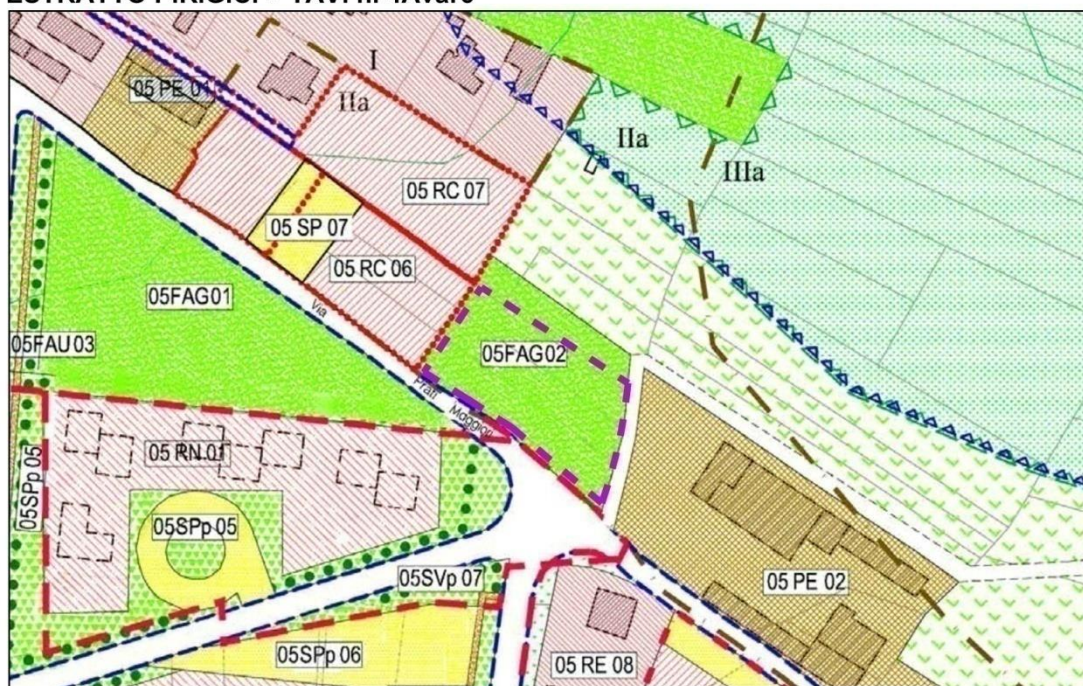 05 PE 01
I
IIa
IIa
IIIa
05 RC 07
05 SP 07
05 RC 06
05FAG01
Via
05FAU 03
05FAG02
Prati Maggiori
05 RN 01
05SPp 05
05SPp 05
05SVp 07
05 PE 02
05SPp 06
05 RE 08